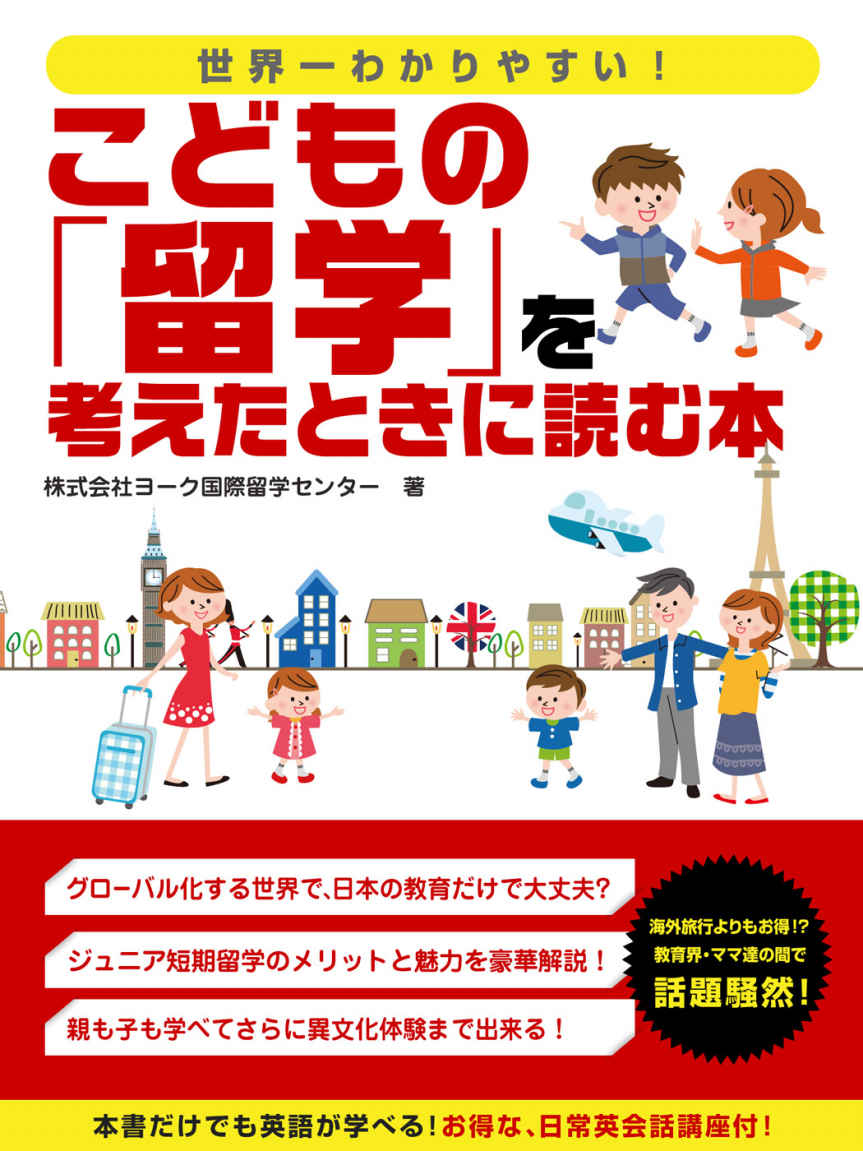 世界一わかりやすい!
こどもの
「留学」を
考えたときに読む本
株式会社ヨーク国際留学センター 著
グローバル化する世界で、日本の教育だけで大丈夫?
ジュニア短期留学のメリットと魅力を豪華解説!
親も子も学べてさらに異文化体験まで出来る!
海外旅行よりもお得!?
教育界・ママ達の間で
話題騒然!
本書だけでも英語が学べる!お得な、日常英会話講座付!